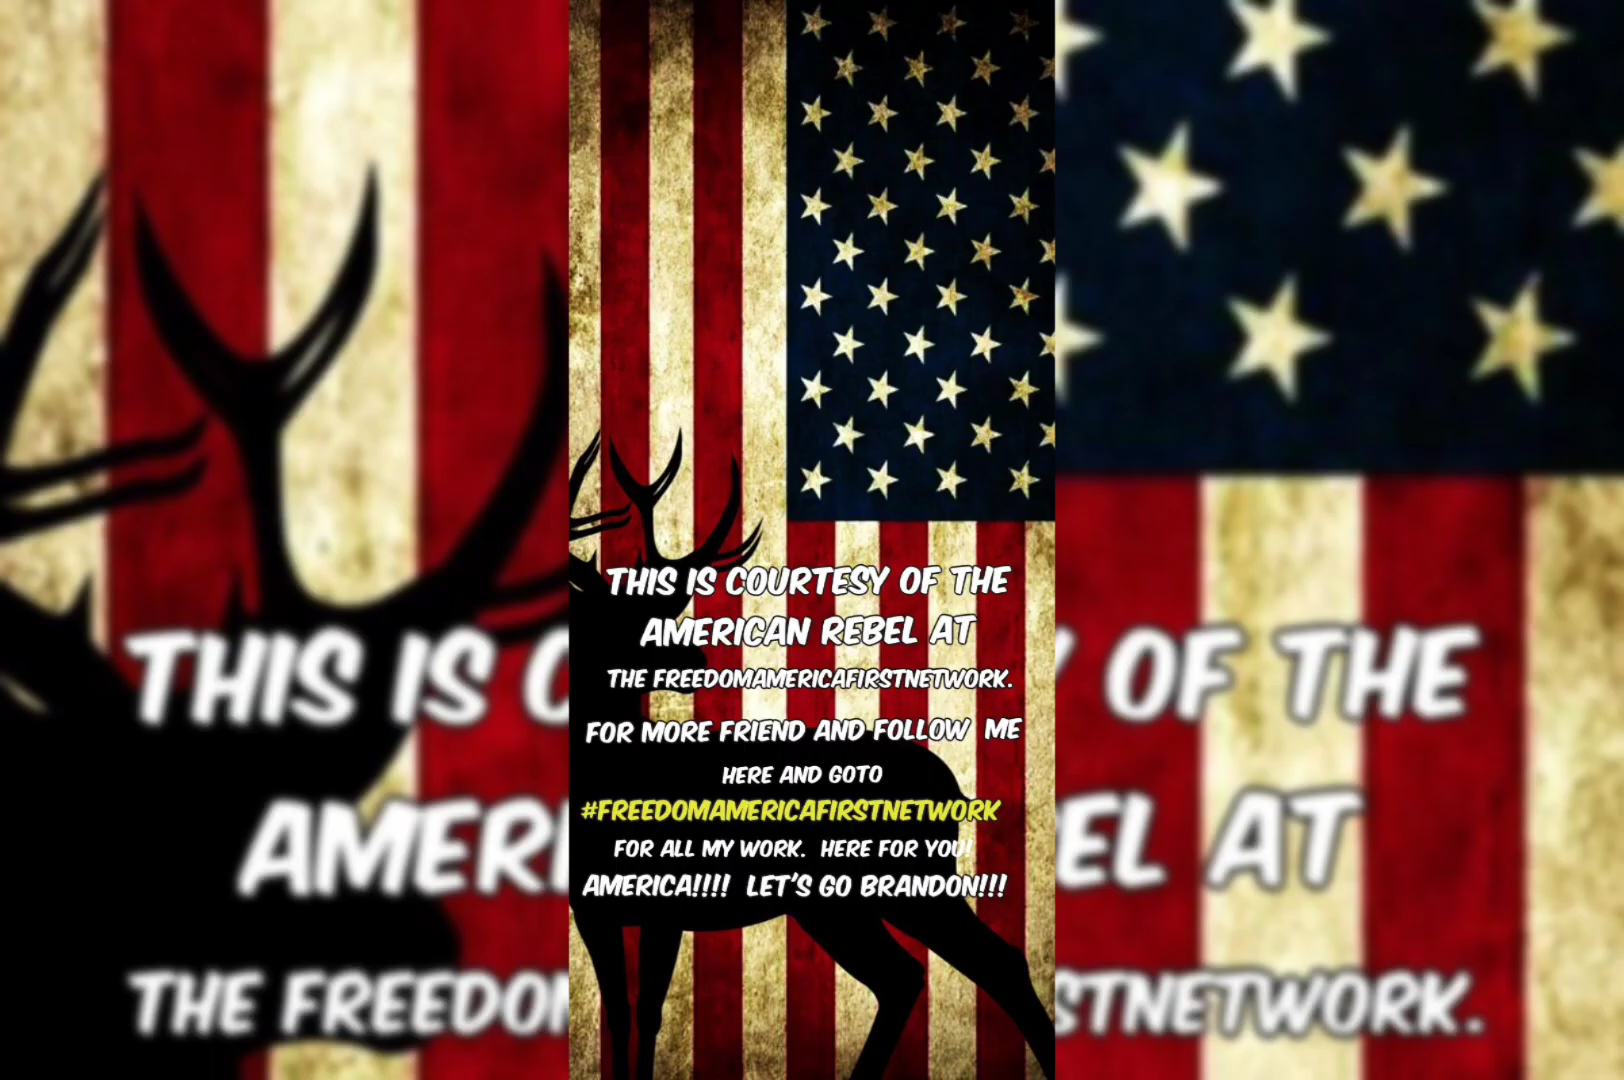 THIS IS COURTESY OF THE
AMERICAN REBEL AT
THE FREEDOMAMERICAFIRSTNETWORK.
FOR MORE FRIEND AND FOLLOW ME
HERE AND GOTO
#FREEDOMAMERICAFIRSTNETWORK
FOR ALL MY WORK. HERE FOR YOU!
AMERICA!!!! LET'S GO BRANDON!!!